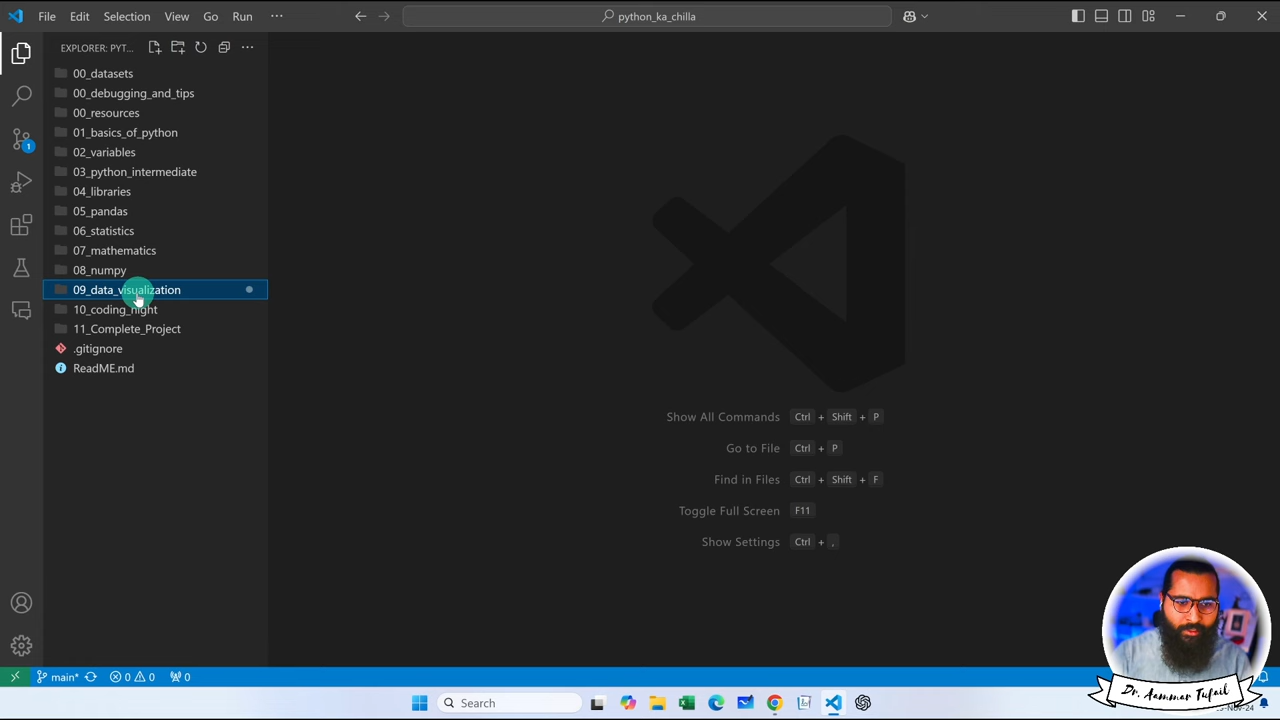 File Edit Selection View Go Run ···
python_ka_chilla
EXPLORER: PYT...
00_datasets
00_debugging_and_tips
00_resources
01_basics_of_python
02_variables
03_python_intermediate
04_libraries
05_pandas
06_statistics
07_mathematics
08_numpy
09_data_visualization
10_coding_night
11_Complete_Project
.gitignore
ReadME.md
1
Show All Commands Ctrl + Shift + P
Go to File Ctrl + P
Find in Files Ctrl + Shift + F
Toggle Full Screen F11
Show Settings Ctrl + ,
main* 0 0 0
Search
Dr. Aammar Tufail